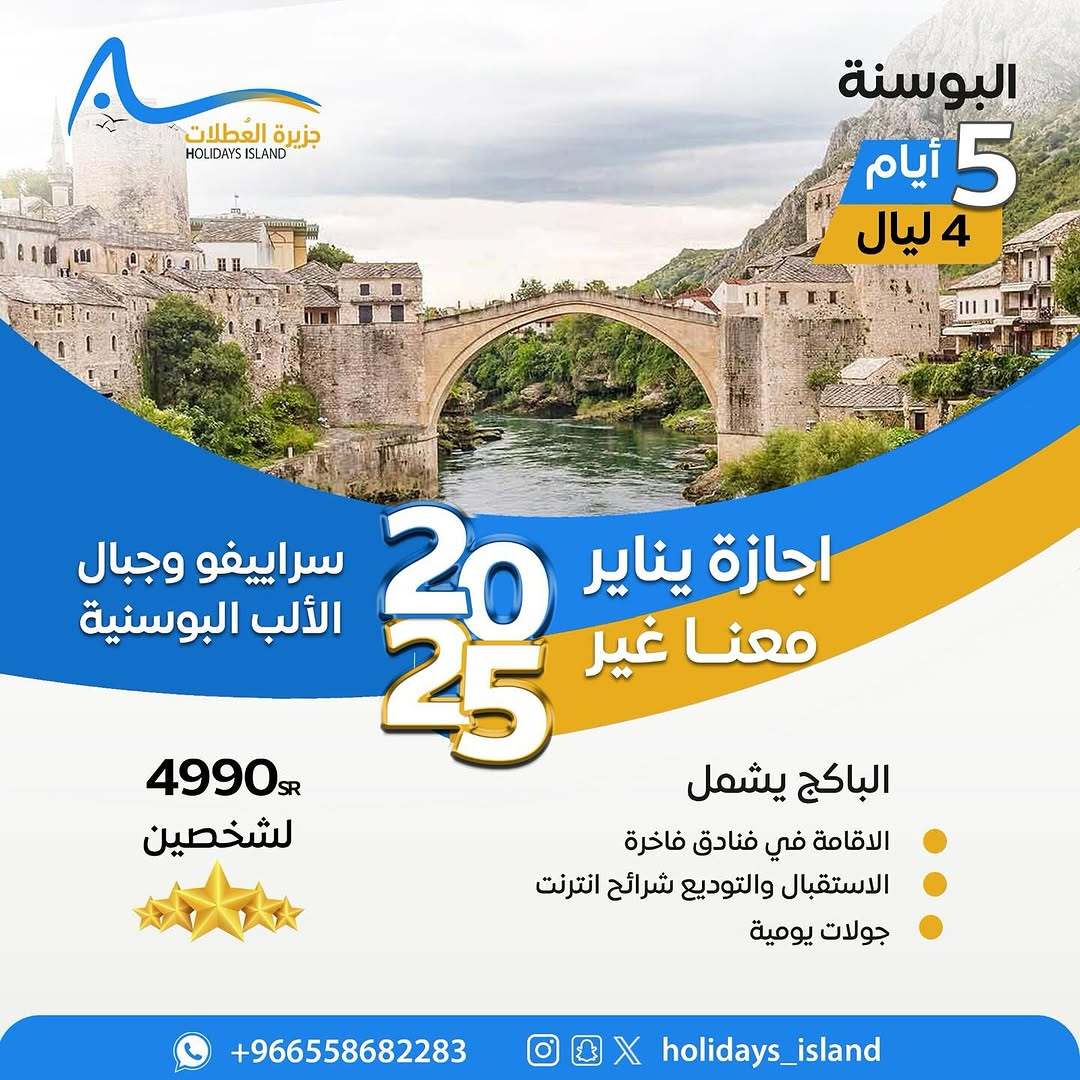 جزيرة العُطلات
HOLIDAYS ISLAND
البوسنة
5 أيام
4 ليال
اجازة يناير
معنا غير
2025
سراييفو وجبال
الألب البوسنية
الباكج يشمل
الاقامة في فنادق فاخرة
الاستقبال والتوديع شرائح انترنت
جولات يومية
4990SR
لشخصين
+966558682283
holidays_island